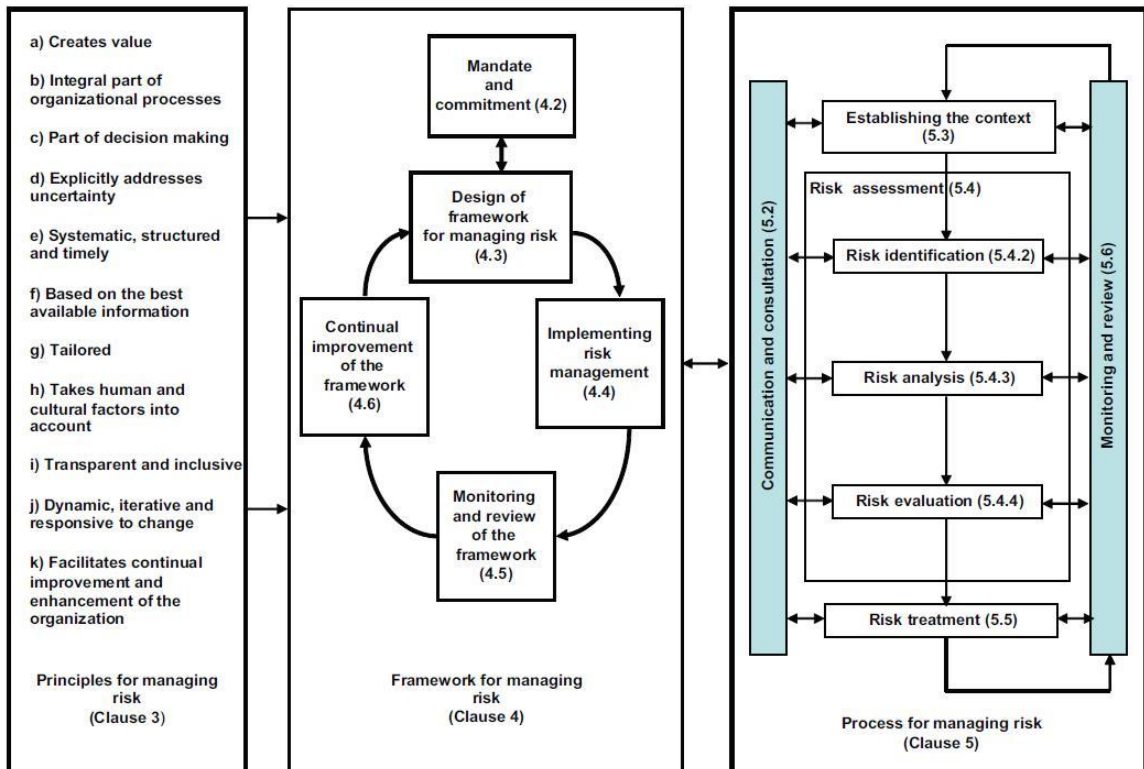 a) Creates value
b) Integral part of
organizational processes
c) Part of decision making
d) Explicitly addresses
uncertainty
e) Systematic, structured
and timely
f) Based on the best
available information
g) Tailored
h) Takes human and
cultural factors into
account
i) Transparent and inclusive
j) Dynamic, iterative and
responsive to change
k) Facilitates continual
improvement and
enhancement of the
organization
Principles for managing
risk
(Clause 3)
Mandate
and
commitment (4.2)
Design of
framework
for managing risk
(4.3)
Continual
improvement
of the
framework
(4.6)
Implementing
risk
management
(4.4)
Monitoring
and review
of the
framework
(4.5)
Framework for managing
risk
(Clause 4)
Communication and consultation (5.2)
Establishing the context
(5.3)
Risk assessment (5.4)
Risk identification (5.4.2)
Risk analysis (5.4.3)
Risk evaluation (5.4.4)
Risk treatment (5.5)
Monitoring and review (5.6)
Process for managing risk
(Clause 5)